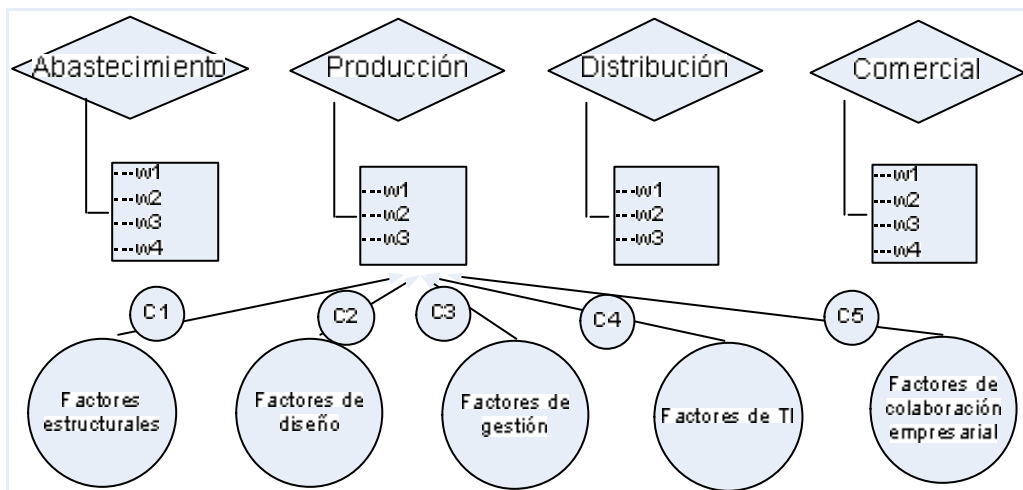 Abastecimiento
Producción
Distribución
Comercial
---w1
---w2
---w3
---w4
---w1
---w2
---w3
---w1
---w2
---w3
---w1
---w2
---w3
---w4
C1
C2
C3
C4
C5
Factores
estructurales
Factores de
diseño
Factores de
gestión
Factores de TI
Factores de
colaboración
empresarial